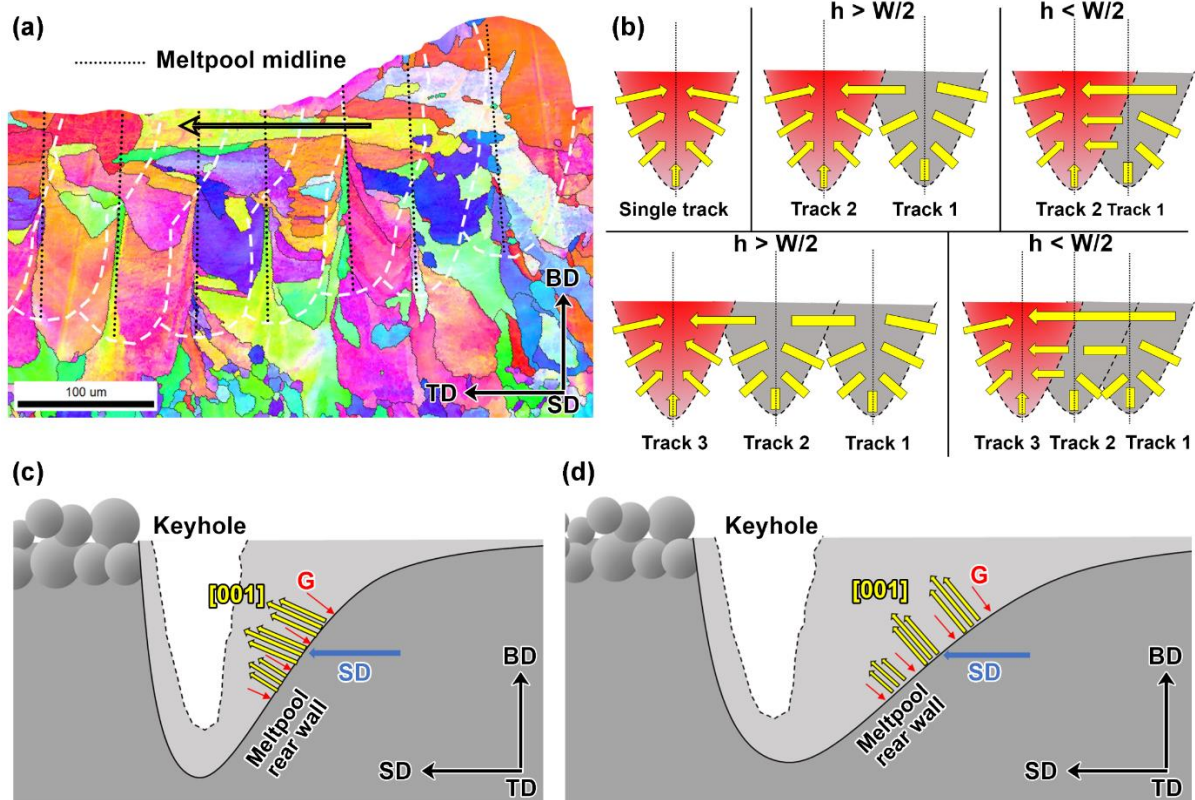 (a)
Meltpool midline
100 um
BD
TD
SD
(b)
h > W/2
h < W/2
Single track
Track 2
Track 1
Track 2
Track 1
h > W/2
h < W/2
Track 3
Track 2
Track 1
Track 3
Track 2
Track 1
(c)
Keyhole
[001]
G
SD
Meltpool
rear wall
BD
SD
TD
(d)
Keyhole
[001]
G
SD
Meltpool
rear wall
BD
SD
TD